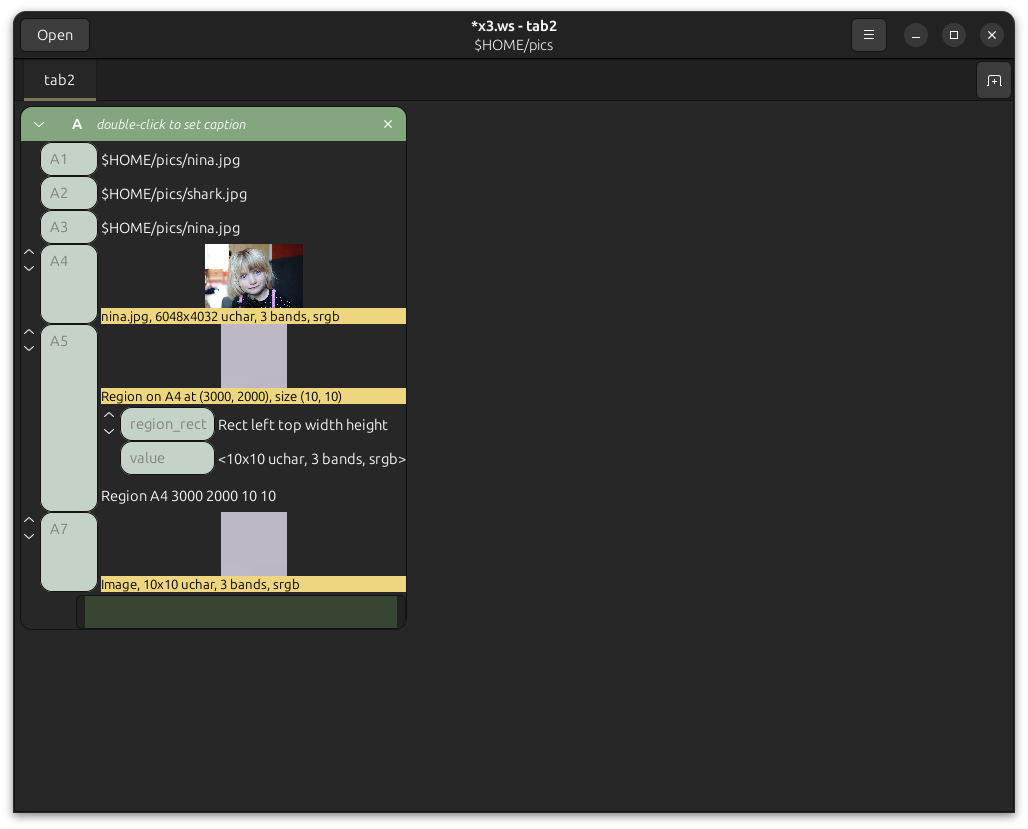 Open
*x3.ws - tab2
$HOME/pics
tab2
A double-click to set caption
A1 $HOME/pics/nina.jpg
A2 $HOME/pics/shark.jpg
A3 $HOME/pics/nina.jpg
A4
nina.jpg, 6048x4032 uchar, 3 bands, srgb
A5
Region on A4 at (3000, 2000), size (10, 10)
region_rect Rect left top width height
value <10x10 uchar, 3 bands, srgb>
Region A4 3000 2000 10 10
A7
Image, 10x10 uchar, 3 bands, srgb